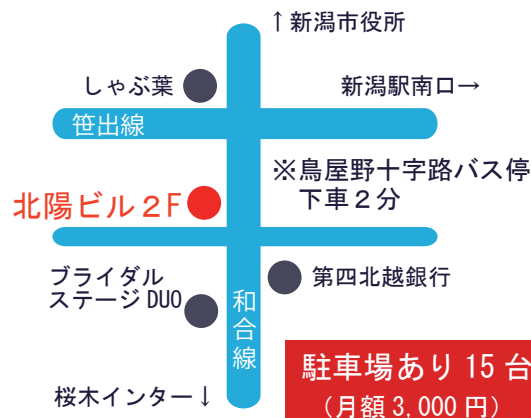 ↑新潟市役所
しゃぶ葉
新潟駅南口→
笹出線
※鳥屋野十字路バス停
下車２分
北陽ビル２F
ブライダル
ステージ DUO
第四北越銀行
和合線
桜木インター↓
駐車場あり 15 台
（月額 3,000 円）